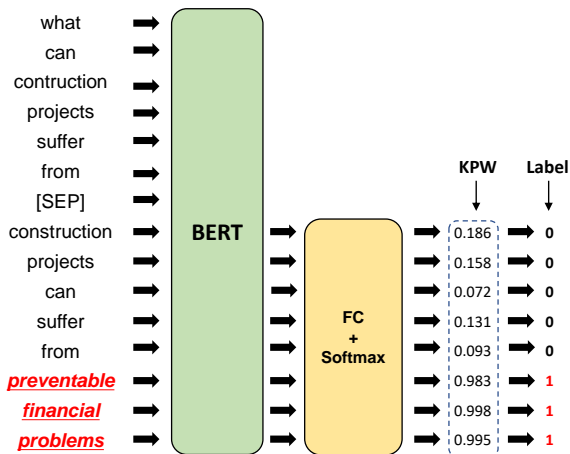 what
can
contruction
projects
suffer
from
KPW Label
[SEP]
construction 0.186 0
BERT
projects 0.158 0
can 0.072 0
FC
+
Softmax
suffer 0.131 0
from 0.093 0
preventable 0.983 1
financial 0.998 1
problems 0.995 1